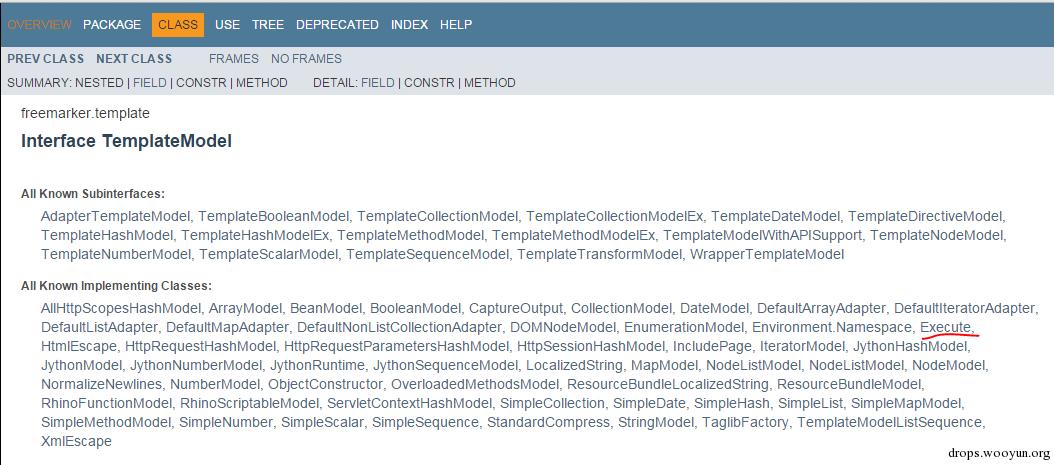 OVERVIEW PACKAGE CLASS USE TREE DEPRECATED INDEX HELP
PREV CLASS NEXT CLASS FRAMES NO FRAMES
SUMMARY: NESTED | FIELD | CONSTR | METHOD DETAIL: FIELD | CONSTR | METHOD
freemarker.template
Interface TemplateModel
All Known Subinterfaces:
AdapterTemplateModel, TemplateBooleanModel, TemplateCollectionModel, TemplateCollectionModelEx, TemplateDateModel, TemplateDirectiveModel,
TemplateHashModel, TemplateHashModelEx, TemplateMethodModel, TemplateMethodModelEx, TemplateModelWithAPISupport, TemplateNodeModel,
TemplateNumberModel, TemplateScalarModel, TemplateSequenceModel, TemplateTransformModel, WrapperTemplateModel
All Known Implementing Classes:
AllHttpScopesHashModel, ArrayModel, BeanModel, BooleanModel, CaptureOutput, CollectionModel, DateModel, DefaultArrayAdapter, DefaultIteratorAdapter,
DefaultListAdapter, DefaultMapAdapter, DefaultNonListCollectionAdapter, DOMNodeModel, EnumerationModel, Environment.Namespace, Execute,
HtmlEscape, HttpRequestHashModel, HttpRequestParametersHashModel, HttpSessionHashModel, IncludePage, IteratorModel, JythonHashModel,
JythonModel, JythonNumberModel, JythonRuntime, JythonSequenceModel, LocalizedString, MapModel, NodeListModel, NodeListModel, NodeModel,
NormalizeNewlines, NumberModel, ObjectConstructor, OverloadedMethodsModel, ResourceBundleLocalizedString, ResourceBundleModel,
RhinoFunctionModel, RhinoScriptableModel, ServletContextHashModel, SimpleCollection, SimpleDate, SimpleHash, SimpleList, SimpleMapModel,
SimpleMethodModel, SimpleNumber, SimpleScalar, SimpleSequence, StandardCompress, StringModel, TaglibFactory, TemplateModelListSequence,
XmlEscape
drops.wooyun.org